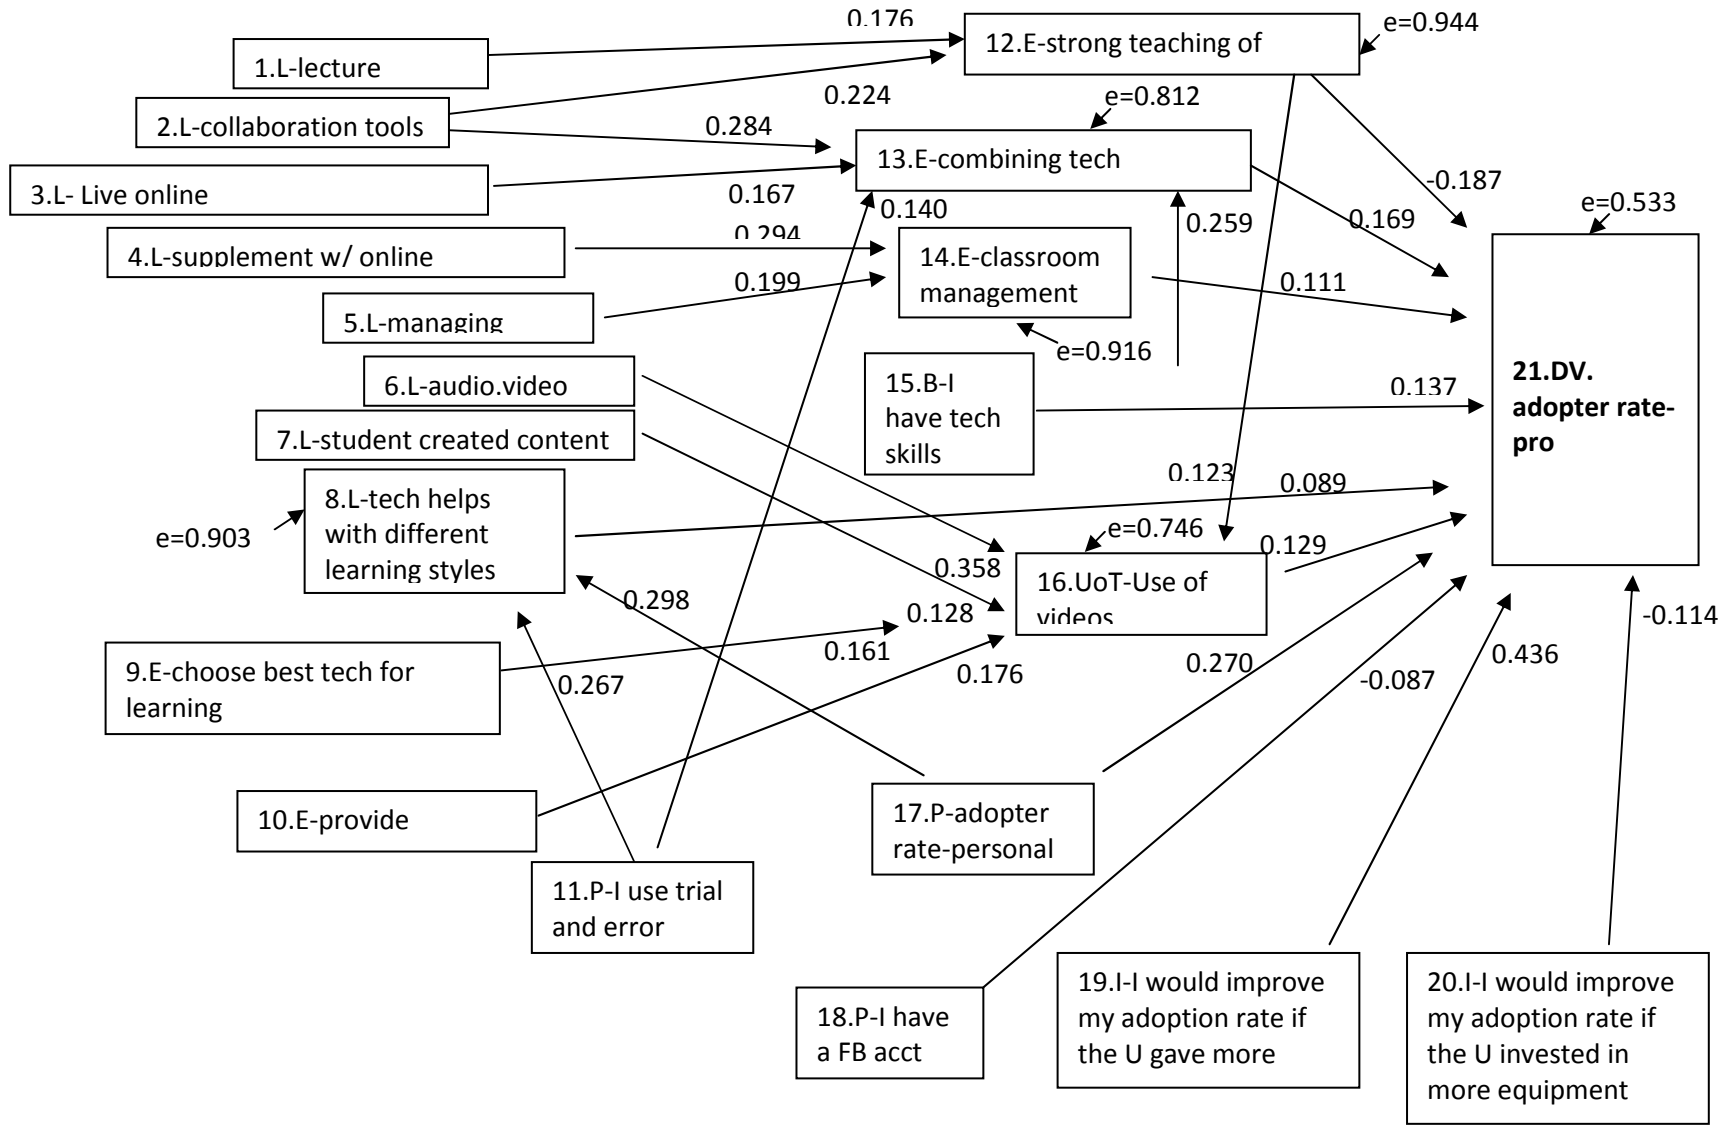 0.176
e=0.944
12.E-strong teaching of
1.L-lecture
0.224
e=0.812
2.L-collaboration tools
0.284
13.E-combining tech
3.L- Live online
0.167
0.140
-0.187
e=0.533
0.259
0.169
0.294
4.L-supplement w/ online
14.E-classroom
management
0.199
0.111
5.L-managing
e=0.916
6.L-audio.video
15.B-I
have tech
skills
0.137
21.DV.
adopter rate-
pro
7.L-student created content
0.123
0.089
8.L-tech helps
with different
learning styles
e=0.903
e=0.746
0.129
0.358
16.UoT-Use of
videos
0.298
0.128
-0.114
0.161
0.176
0.270
-0.087
0.436
9.E-choose best tech for
learning
0.267
10.E-provide
17.P-adopter
rate-personal
11.P-I use trial
and error
18.P-I have
a FB acct
19.I-I would improve
my adoption rate if
the U gave more
20.I-I would improve
my adoption rate if
the U invested in
more equipment